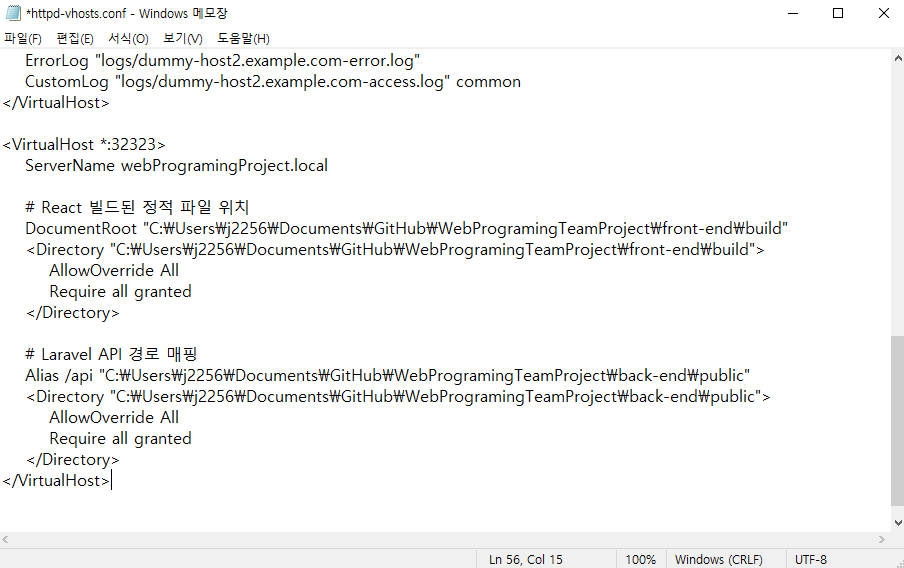 *httpd-vhosts.conf - Windows 메모장
파일(F) 편집(E) 서식(O) 보기(V) 도움말(H)
ErrorLog "logs/dummy-host2.example.com-error.log"
CustomLog "logs/dummy-host2.example.com-access.log" common
</VirtualHost>
<VirtualHost *:32323>
ServerName webProgramingProject.local
# React 빌드된 정적 파일 위치
DocumentRoot "C:₩Users₩j2256₩Documents₩GitHub₩WebProgramingTeamProject₩front-end₩build"
<Directory "C:₩Users₩j2256₩Documents₩GitHub₩WebProgramingTeamProject₩front-end₩build">
AllowOverride All
Require all granted
</Directory>
# Laravel API 경로 매핑
Alias /api "C:₩Users₩j2256₩Documents₩GitHub₩WebProgramingTeamProject₩back-end₩public"
<Directory "C:₩Users₩j2256₩Documents₩GitHub₩WebProgramingTeamProject₩back-end₩public">
AllowOverride All
Require all granted
</Directory>
</VirtualHost>
Ln 56, Col 15 100% Windows (CRLF) UTF-8